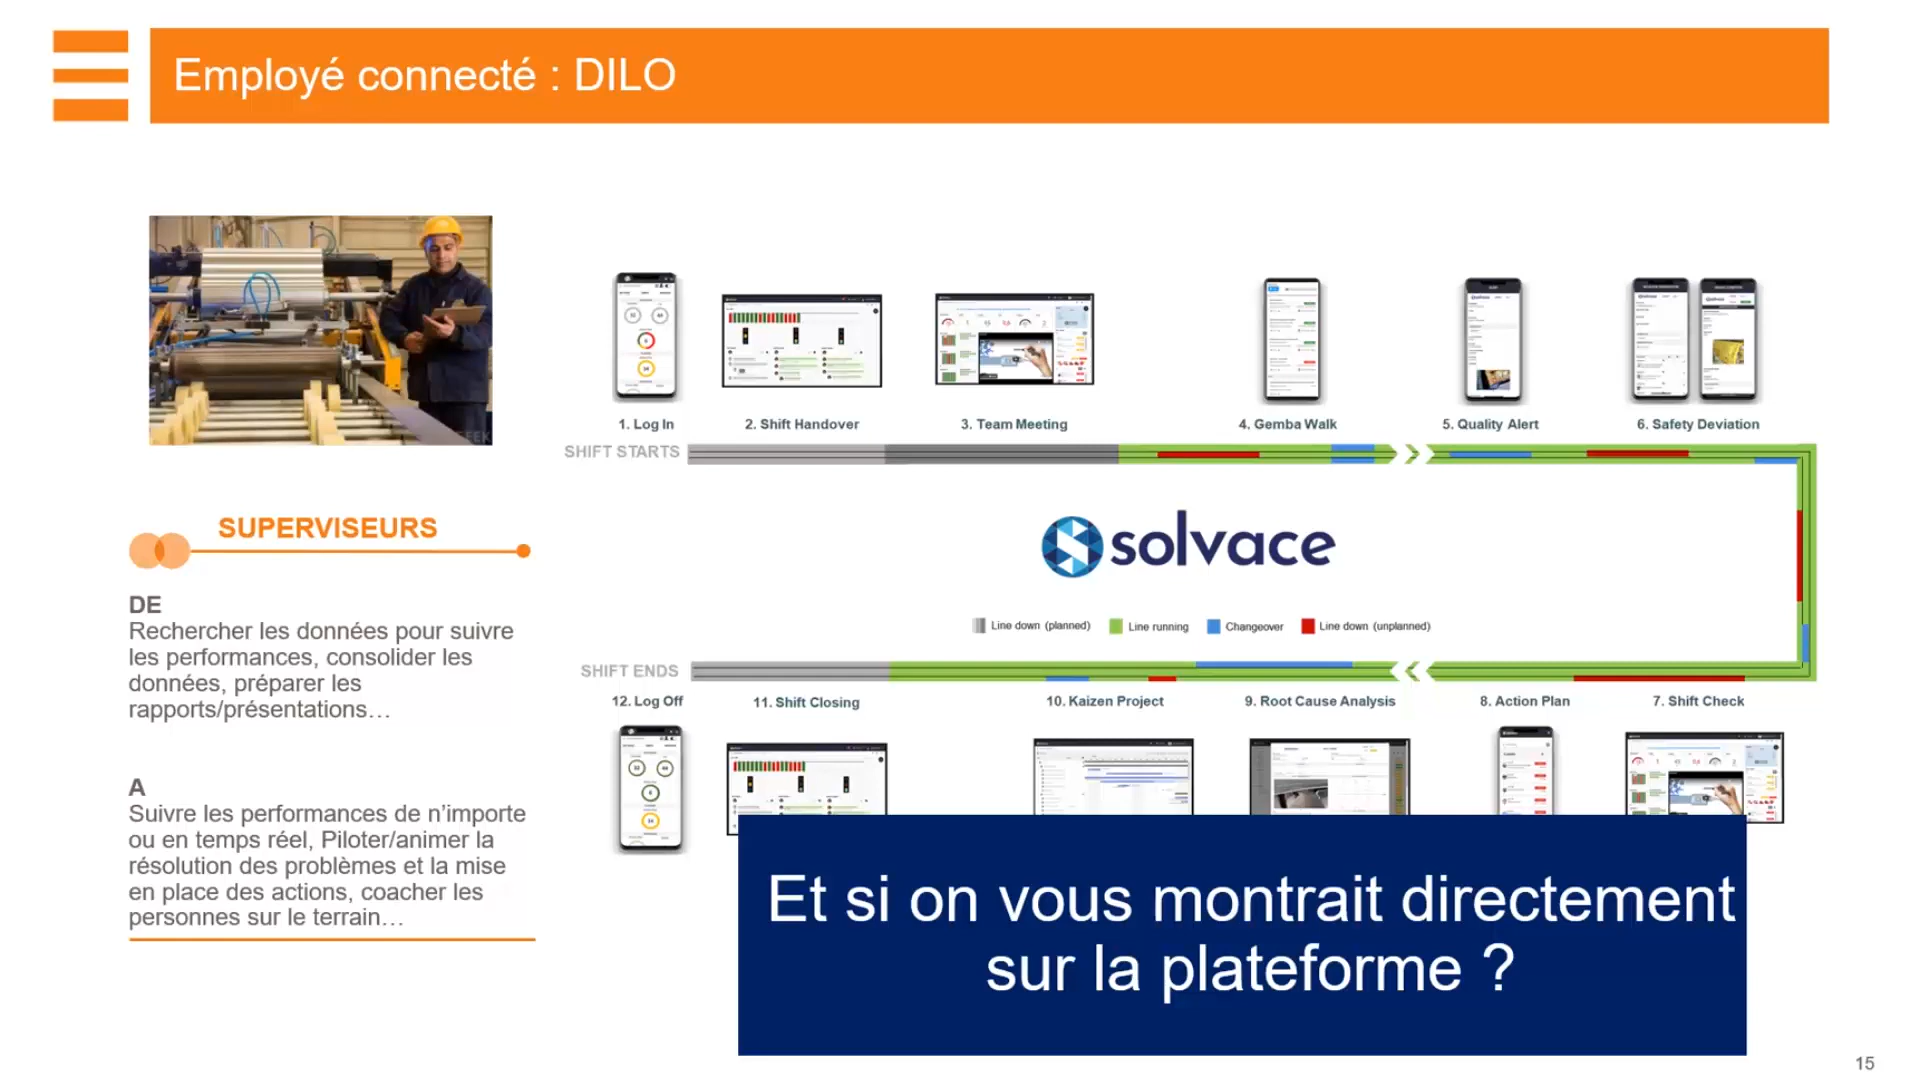 Employé connecté : DILO
1. Log In
2. Shift Handover
3. Team Meeting
4. Gemba Walk
5. Quality Alert
6. Safety Deviation
SHIFT STARTS
solvace
SUPERVISEURS
DE
Rechercher les données pour suivre
les performances, consolider les
données, préparer les
rapports/présentations…
A
Suivre les performances de n’importe
ou en temps réel, Piloter/animer la
résolution des problèmes et la mise
en place des actions, coacher les
personnes sur le terrain…
Line down (planned)
Line running
Changeover
Line down (unplanned)
SHIFT ENDS
12. Log Off
11. Shift Closing
10. Kaizen Project
9. Root Cause Analysis
8. Action Plan
7. Shift Check
Et si on vous montrait directement
sur la plateforme ?
15